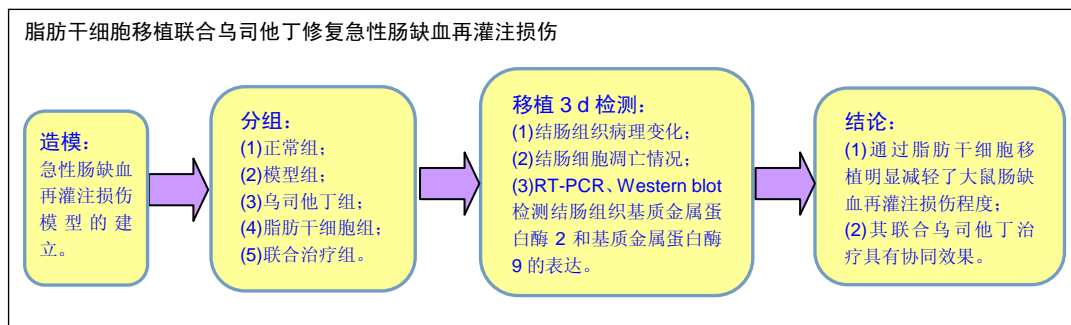 脂肪干细胞移植联合乌司他丁修复急性肠缺血再灌注损伤
造模：
急性肠缺血
再灌注损伤
模型的建
立。
分组：
(1)正常组；
(2)模型组；
(3)乌司他丁组；
(4)脂肪干细胞组；
(5)联合治疗组。
移植 3 d 检测：
(1)结肠组织病理变化；
(2)结肠细胞凋亡情况；
(3)RT-PCR、Western blot
检测结肠组织基质金属蛋
白酶 2 和基质金属蛋白酶
9 的表达。
结论：
(1)通过脂肪干细胞移
植明显减轻了大鼠肠缺
血再灌注损伤程度；
(2)其联合乌司他丁治
疗具有协同效果。